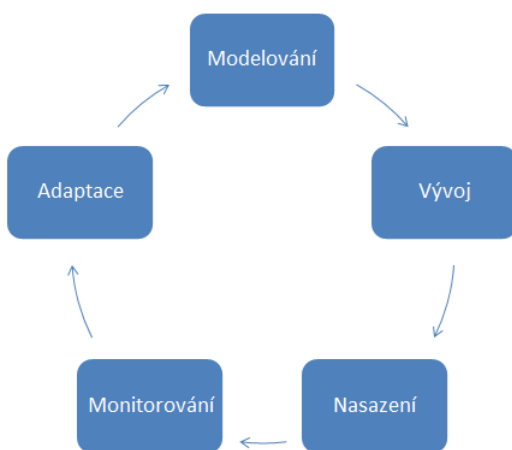 Modelování
Vývoj
Nasazení
Monitorování
Adaptace